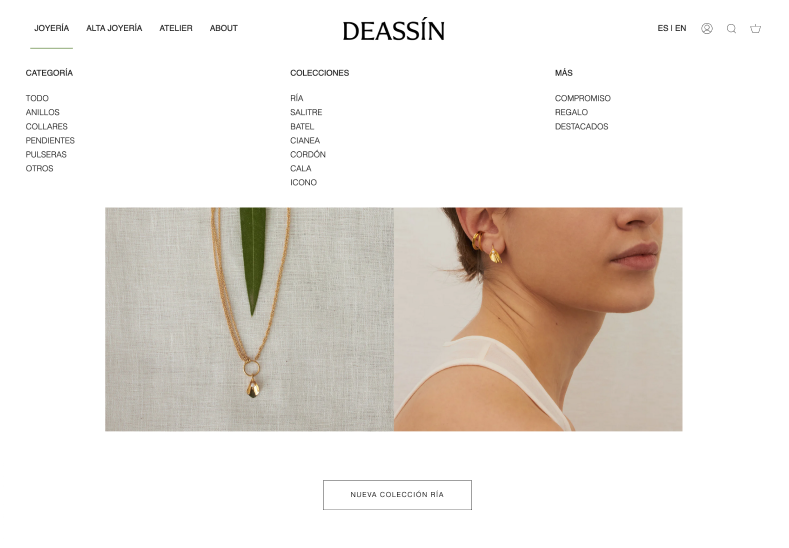 JOYERÍA
ALTA JOYERÍA
ATELIER
ABOUT
DEASSÍN
ES | EN
CATEGORÍA
TODO
ANILLOS
COLLARES
PENDIENTES
PULSERAS
OTROS
COLECCIONES
RÍA
SALITRE
BATEL
CIANEA
CORDÓN
CALA
ICONO
MÁS
COMPROMISO
REGALO
DESTACADOS
NUEVA COLECCIÓN RÍA